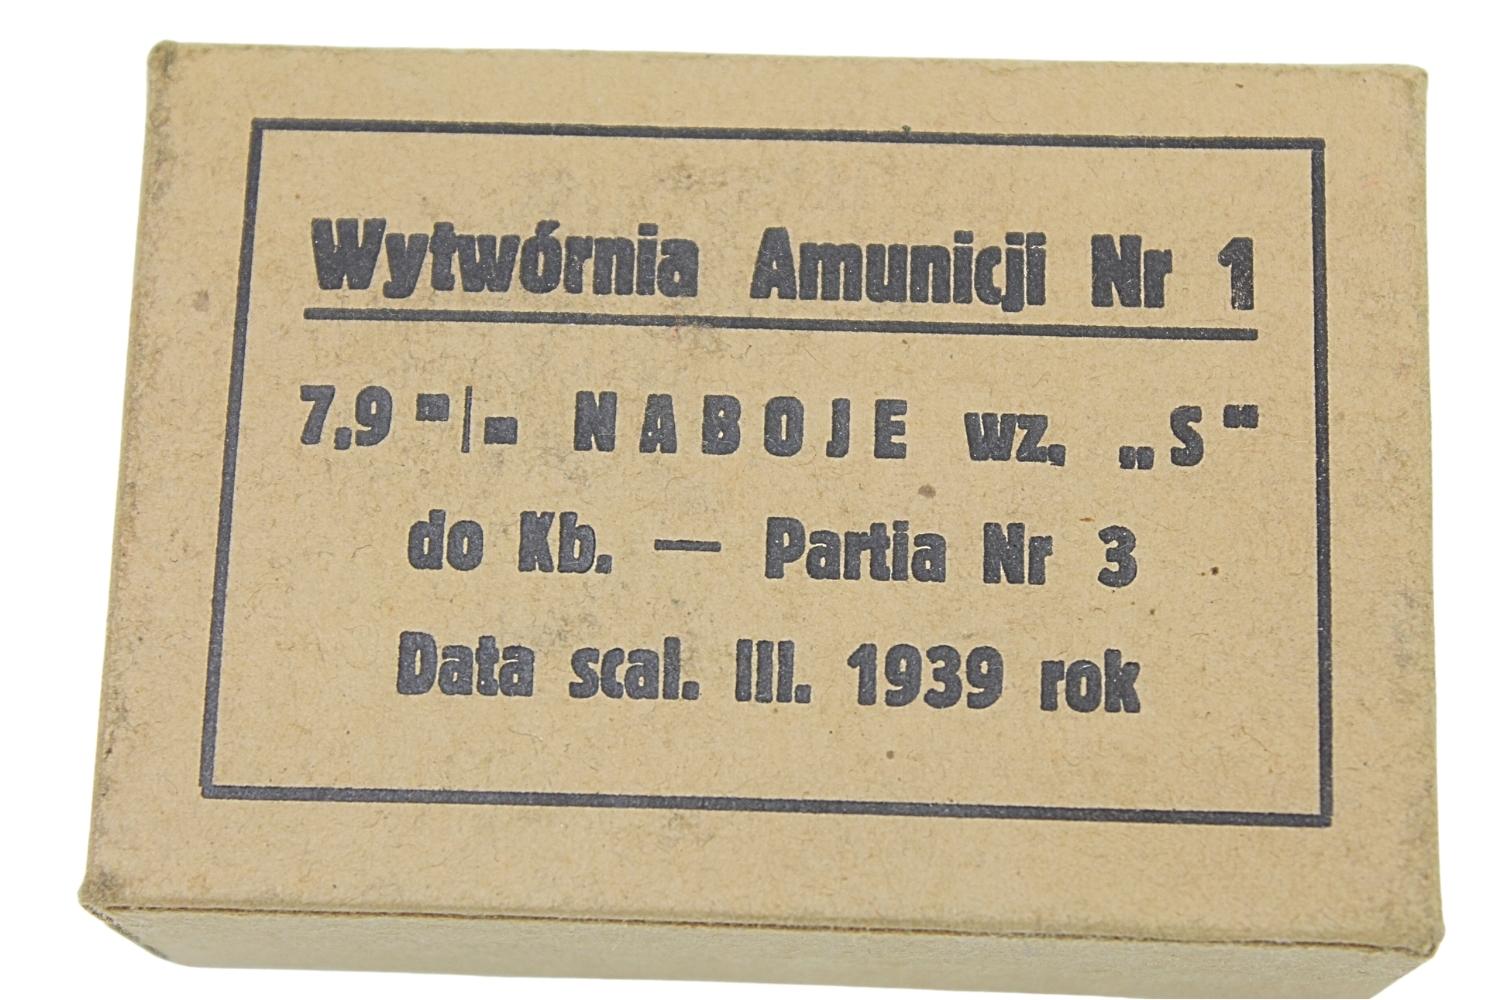 Wytwórnia Amunicji Nr 1
7,9 m/m NABOJE wz. „S“
do Kb. — Partia Nr 3
Data scal. III. 1939 rok